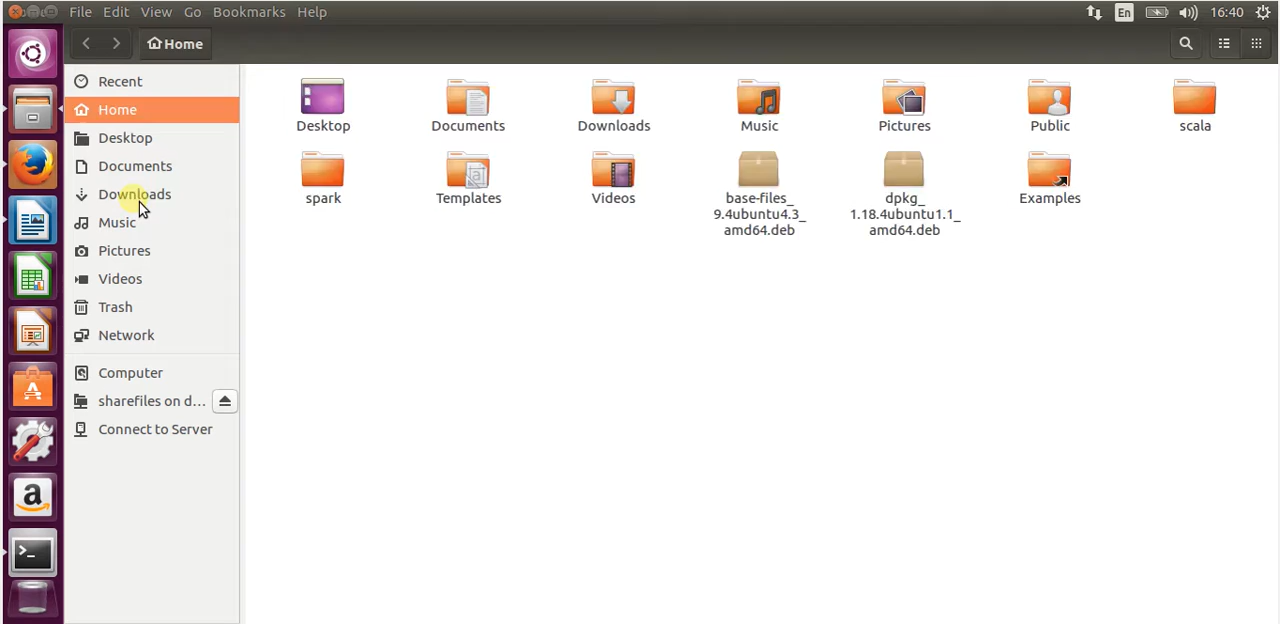 File Edit View Go Bookmarks Help
En
16:40
Home
Recent
Home
Desktop
Documents
Downloads
Music
Pictures
Videos
Trash
Network
Computer
sharefiles on d...
Connect to Server
Desktop
Documents
Downloads
Music
Pictures
Public
scala
spark
Templates
Videos
base-files_
9.4ubuntu4.3_
amd64.deb
dpkg_
1.18.4ubuntu1.1_
amd64.deb
Examples